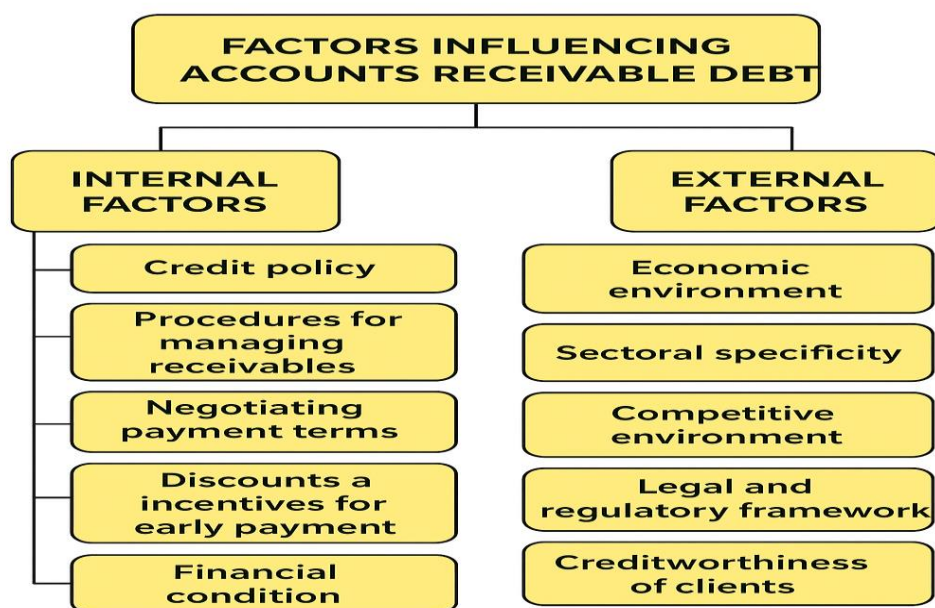 FACTORS INFLUENCING
ACCOUNTS RECEIVABLE DEBT
INTERNAL
FACTORS
Credit policy
Procedures for
managing
receivables
Negotiating
payment terms
Discounts a
incentives for
early payment
Financial
condition
EXTERNAL
FACTORS
Economic
environment
Sectoral specificity
Competitive
environment
Legal and
regulatory framework
Creditworthiness
of clients